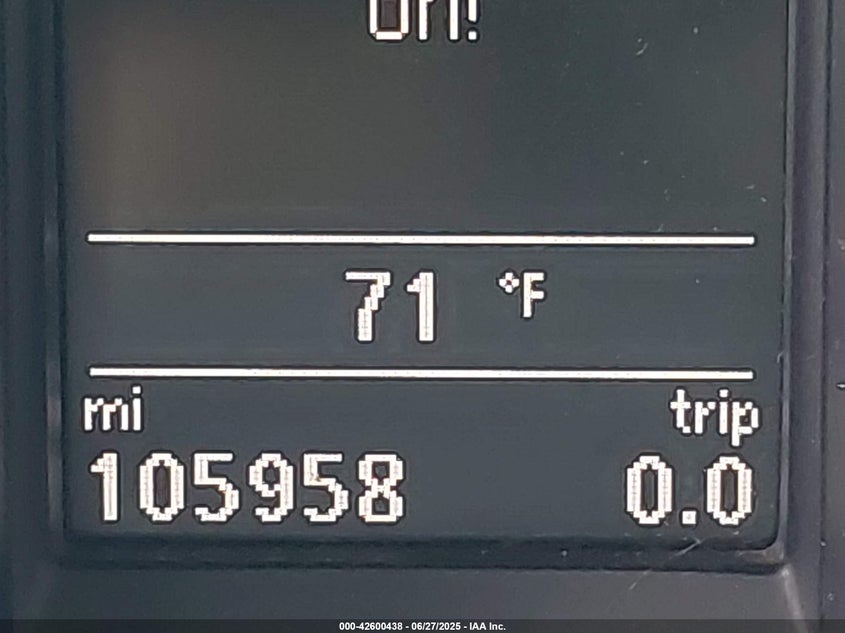 71 °F
mi trip
105958 0.0
000-42600438 - 06/27/2025 - IAA Inc.